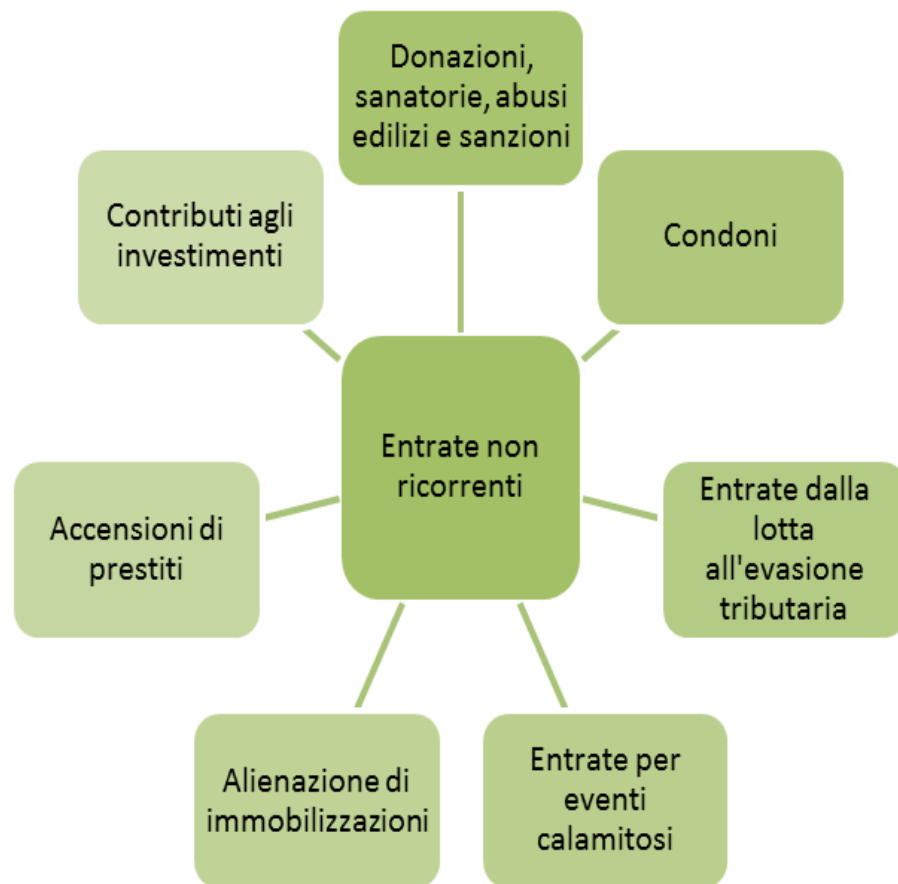 Donazioni,
sanatorie, abusi
edilizi e sanzioni
Condoni
Entrate dalla
lotta
all'evasione
tributaria
Entrate per
eventi
calamitosi
Alienazione di
immobilizzazioni
Accensioni di
prestiti
Contributi agli
investimenti
Entrate non
ricorrenti